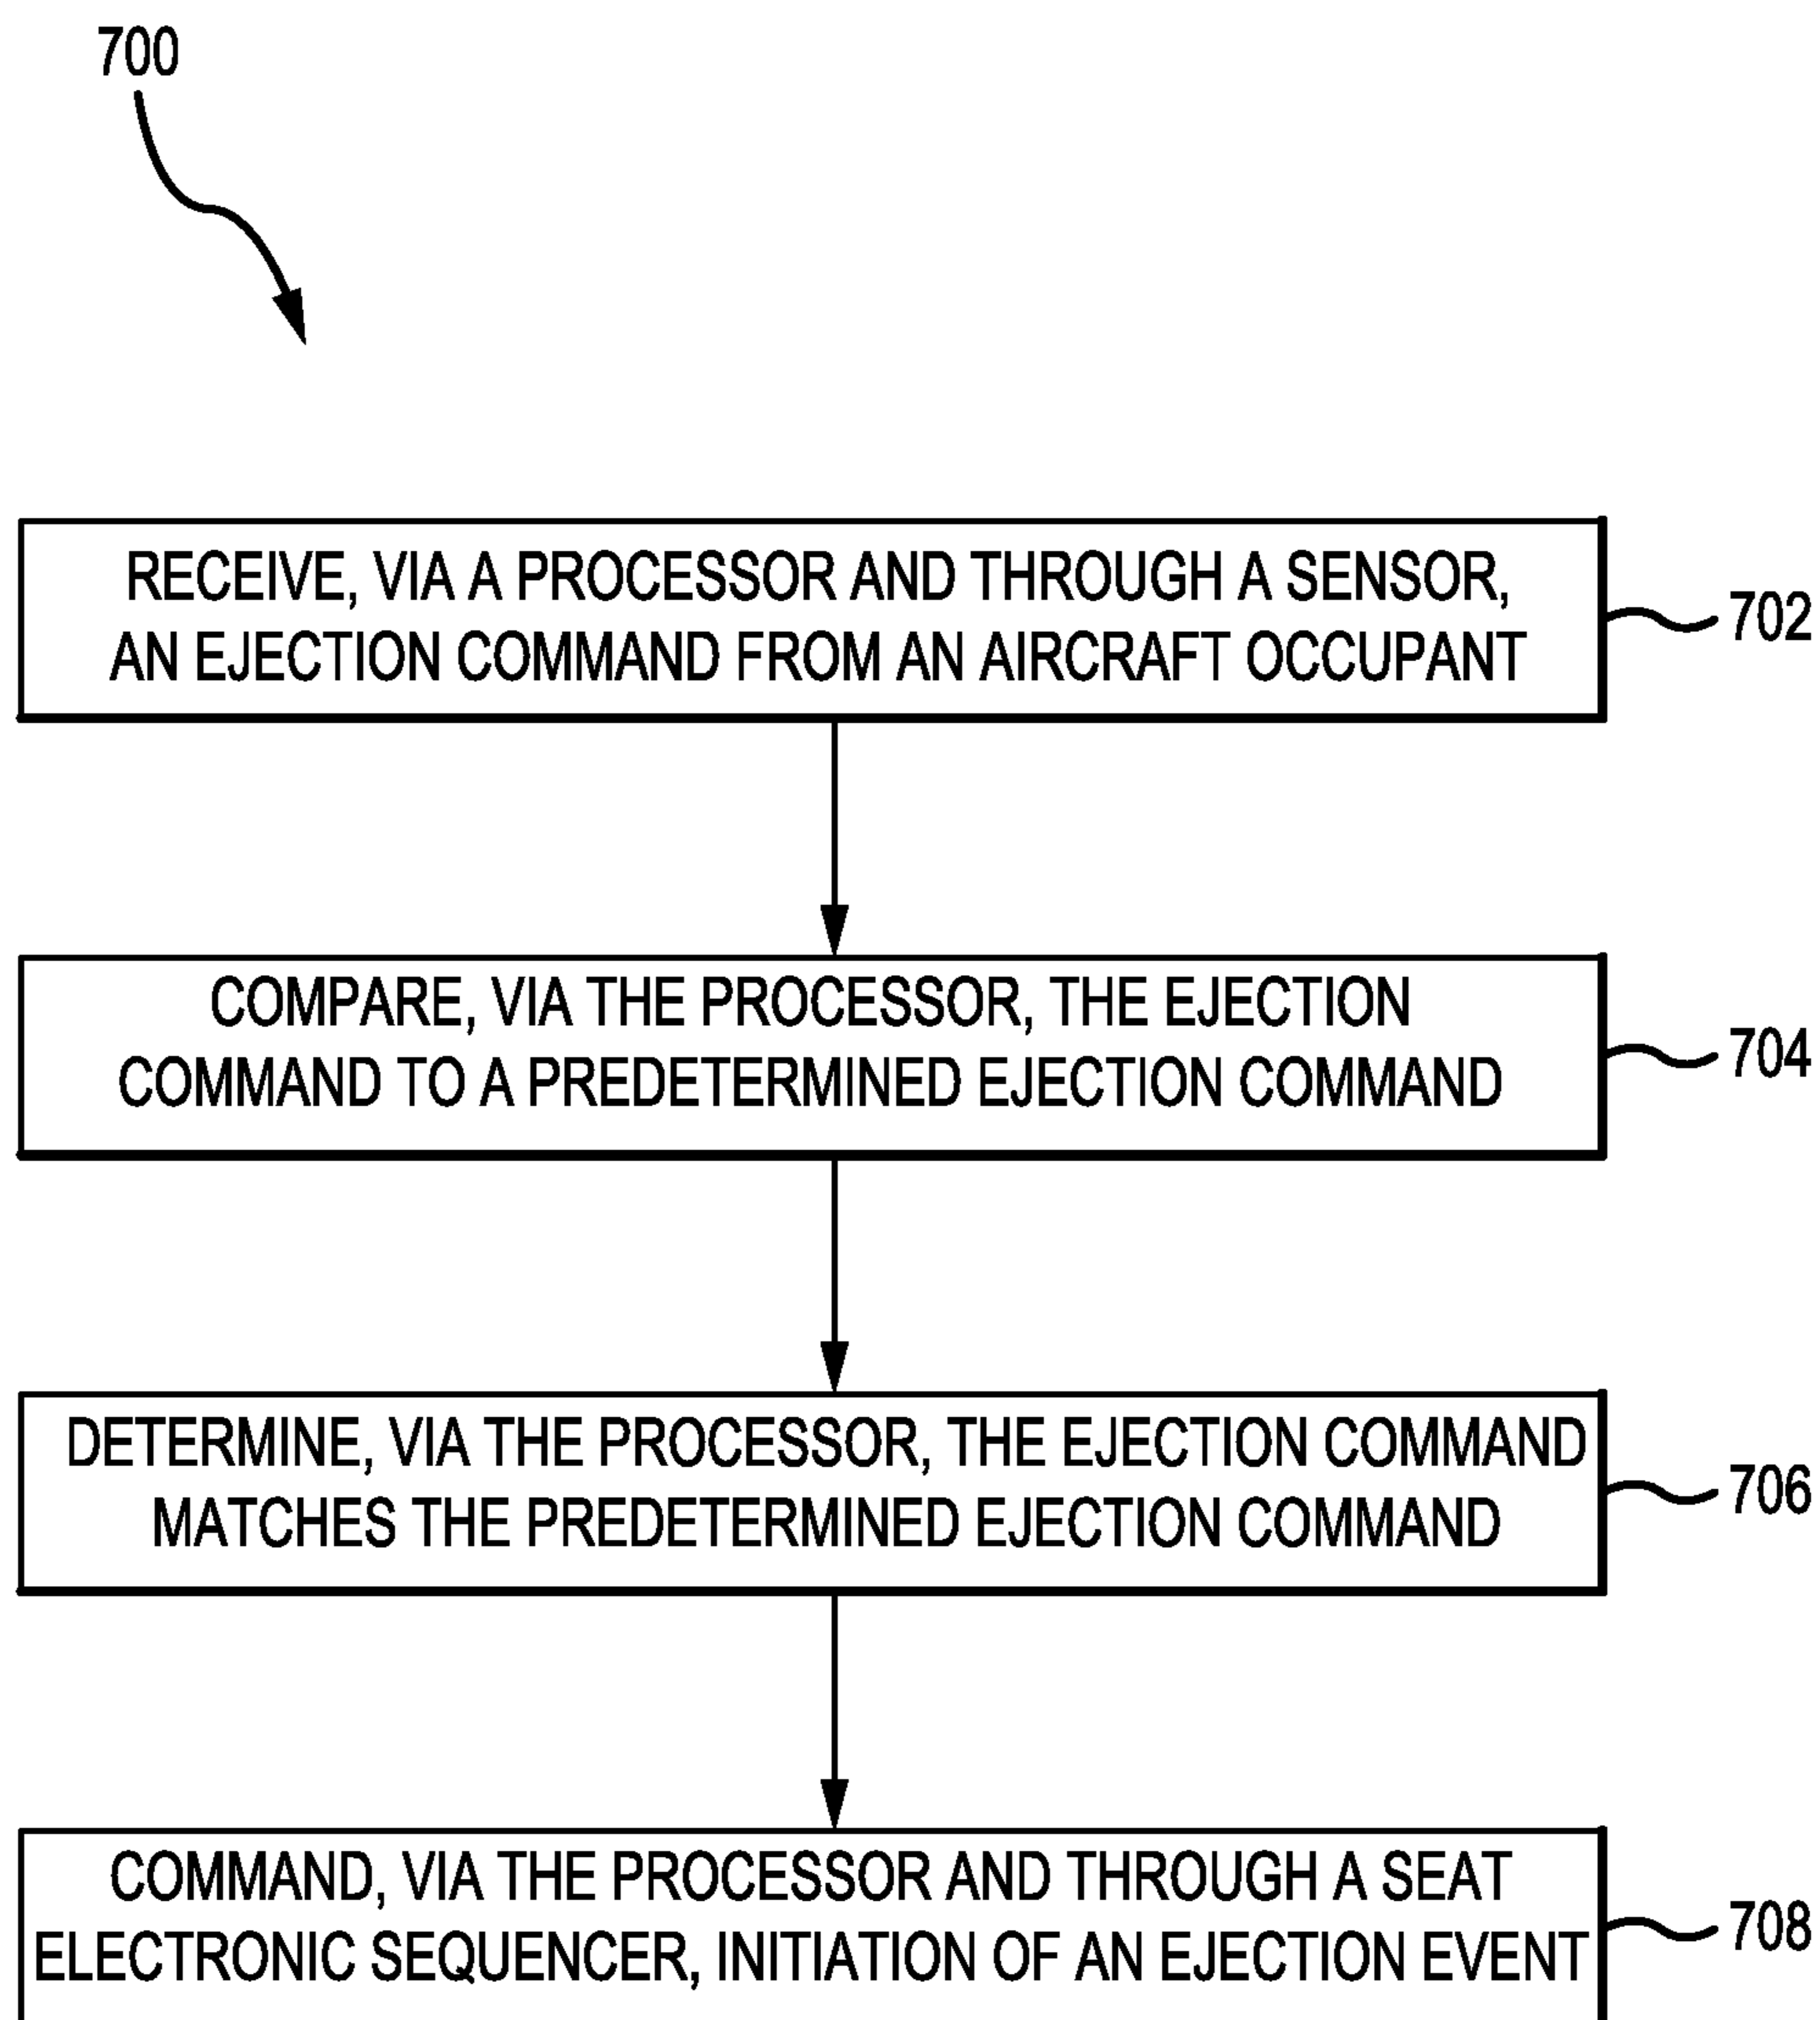 700
RECEIVE, VIA A PROCESSOR AND THROUGH A SENSOR,
AN EJECTION COMMAND FROM AN AIRCRAFT OCCUPANT
702
COMPARE, VIA THE PROCESSOR, THE EJECTION
COMMAND TO A PREDETERMINED EJECTION COMMAND
704
DETERMINE, VIA THE PROCESSOR, THE EJECTION COMMAND
MATCHES THE PREDETERMINED EJECTION COMMAND
706
COMMAND, VIA THE PROCESSOR AND THROUGH A SEAT
ELECTRONIC SEQUENCER, INITIATION OF AN EJECTION EVENT
708